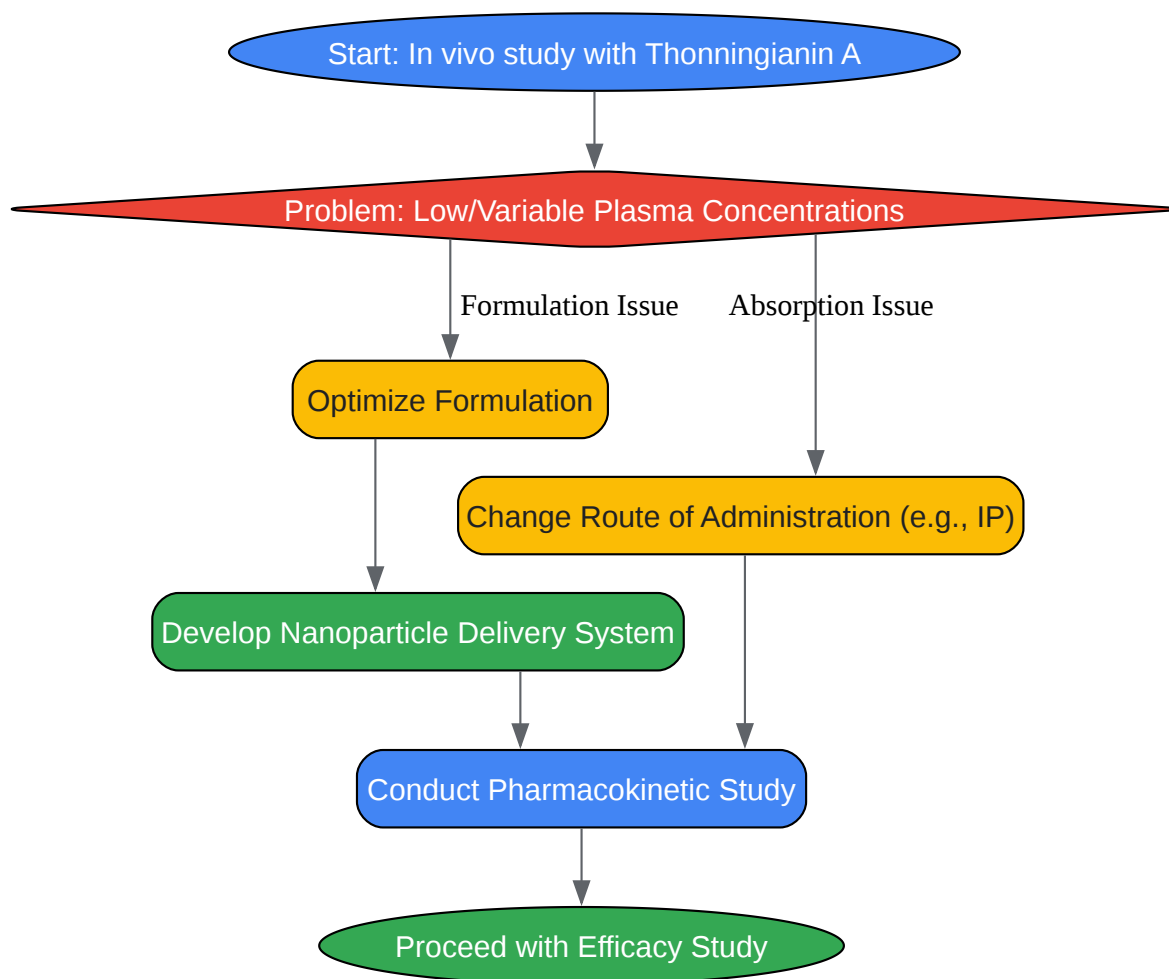 Start: In vivo study with Thonningianin A
Problem: Low/Variable Plasma Concentrations
Formulation Issue
Absorption Issue
Optimize Formulation
Change Route of Administration (e.g., IP)
Develop Nanoparticle Delivery System
Conduct Pharmacokinetic Study
Proceed with Efficacy Study